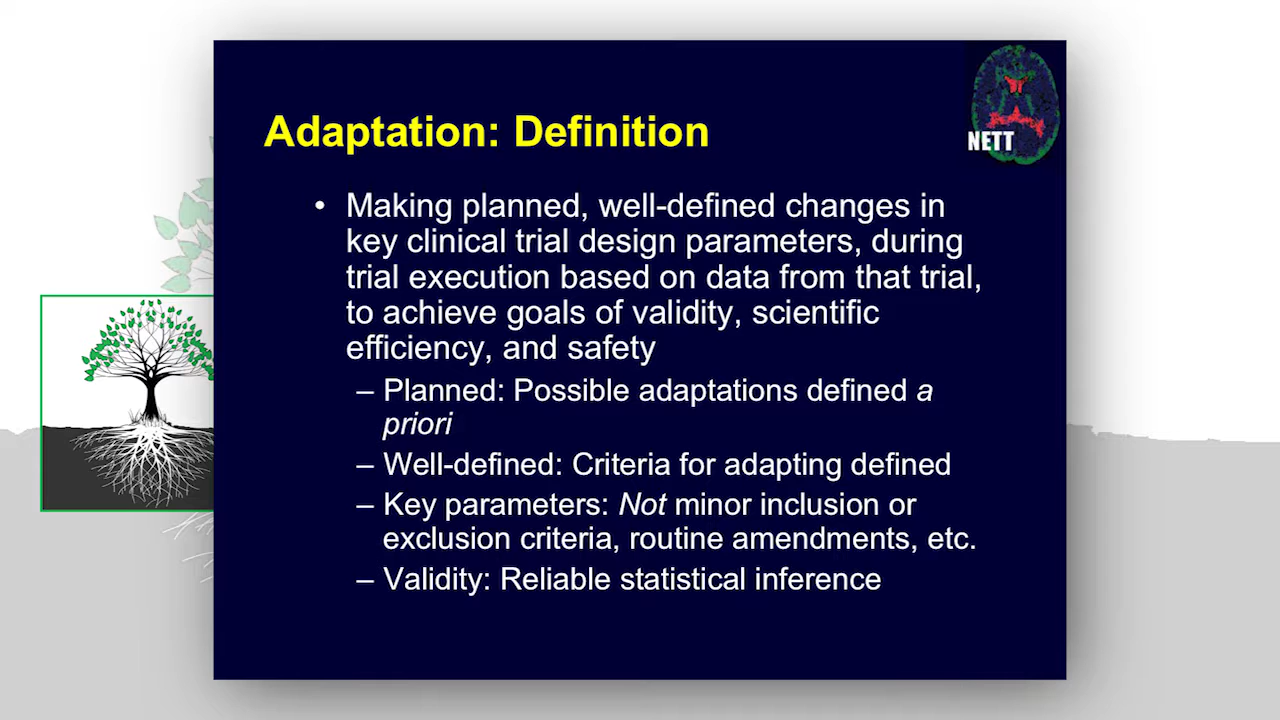 NETT
Adaptation: Definition
• Making planned, well-defined changes in
key clinical trial design parameters, during
trial execution based on data from that trial,
to achieve goals of validity, scientific
efficiency, and safety
– Planned: Possible adaptations defined a
priori
– Well-defined: Criteria for adapting defined
– Key parameters: Not minor inclusion or
exclusion criteria, routine amendments, etc.
– Validity: Reliable statistical inference